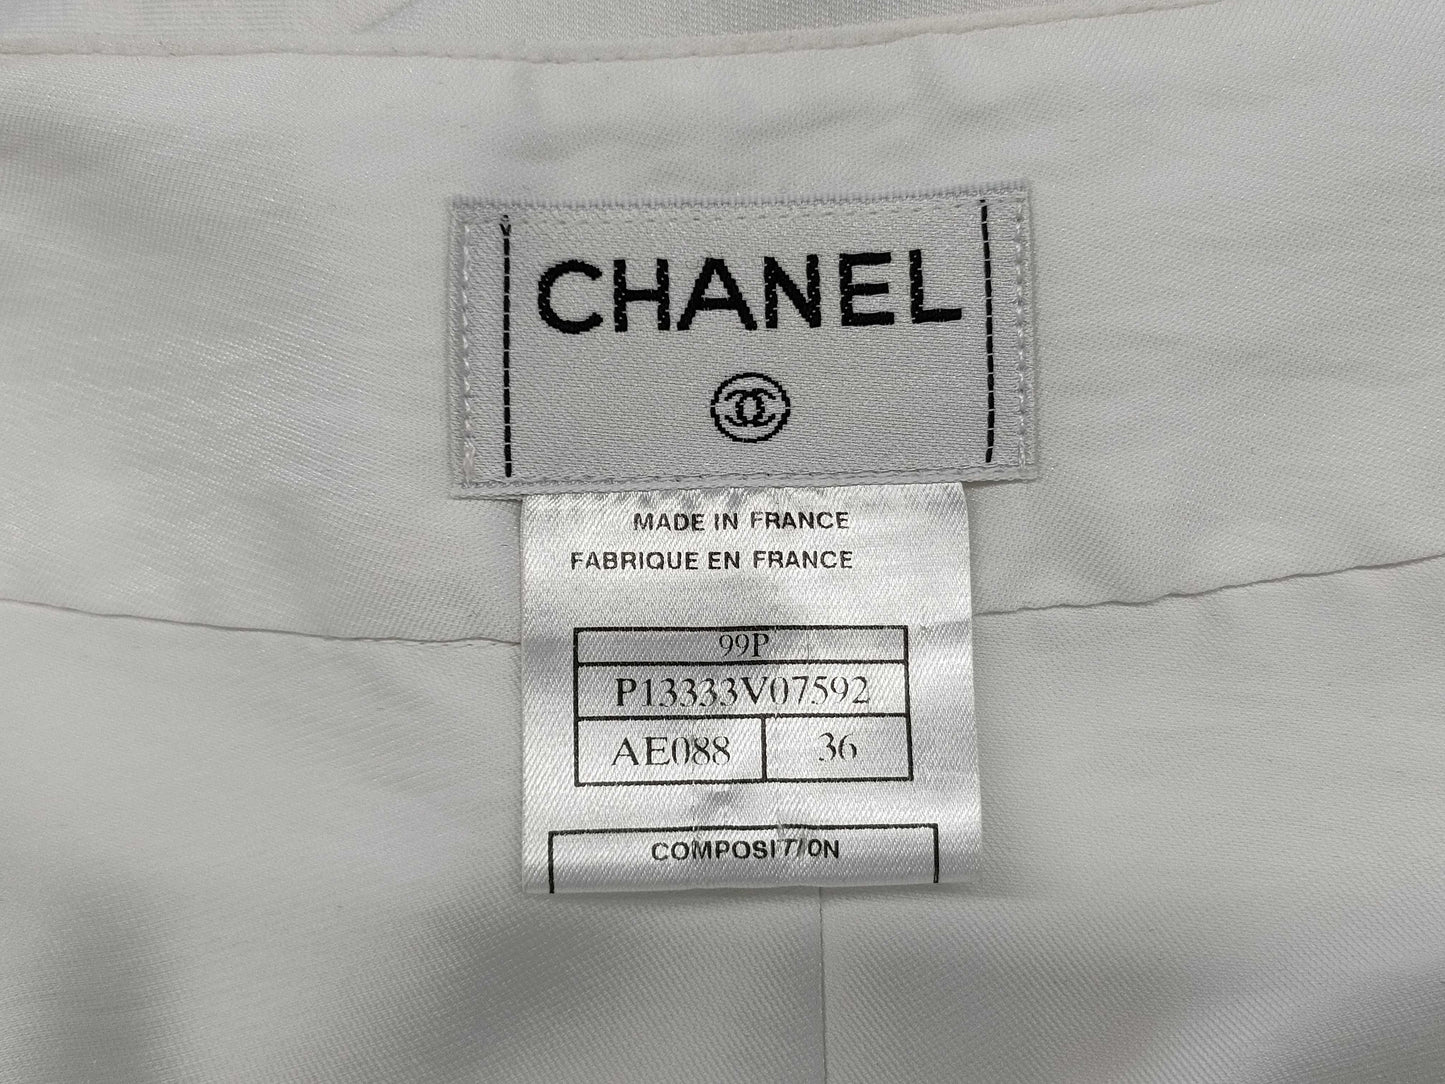 CHANEL
MADE IN FRANCE
FABRIQUE EN FRANCE
99P
P13333V07592
AE088 36
COMPOSITION